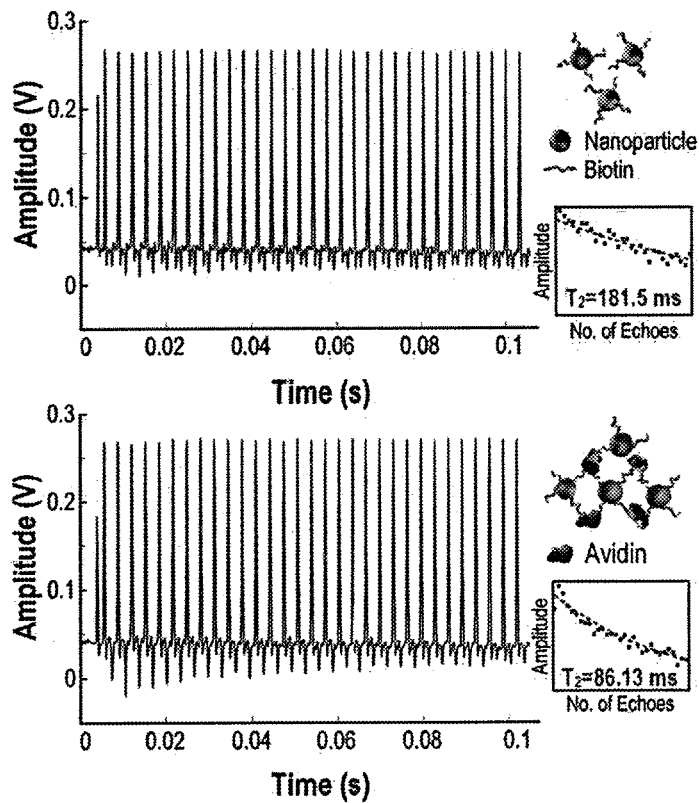 0.3
0.2
0.1
0
Amplitude (V)
0 0.02 0.04 0.06 0.08 0.1
Time (s)
Nanoparticle
Biotin
Amplitude
T₂=181.5 ms
No. of Echoes
0.3
0.2
0.1
0
Amplitude (V)
0 0.02 0.04 0.06 0.08 0.1
Time (s)
Avidin
Amplitude
T₂=86.13 ms
No. of Echoes